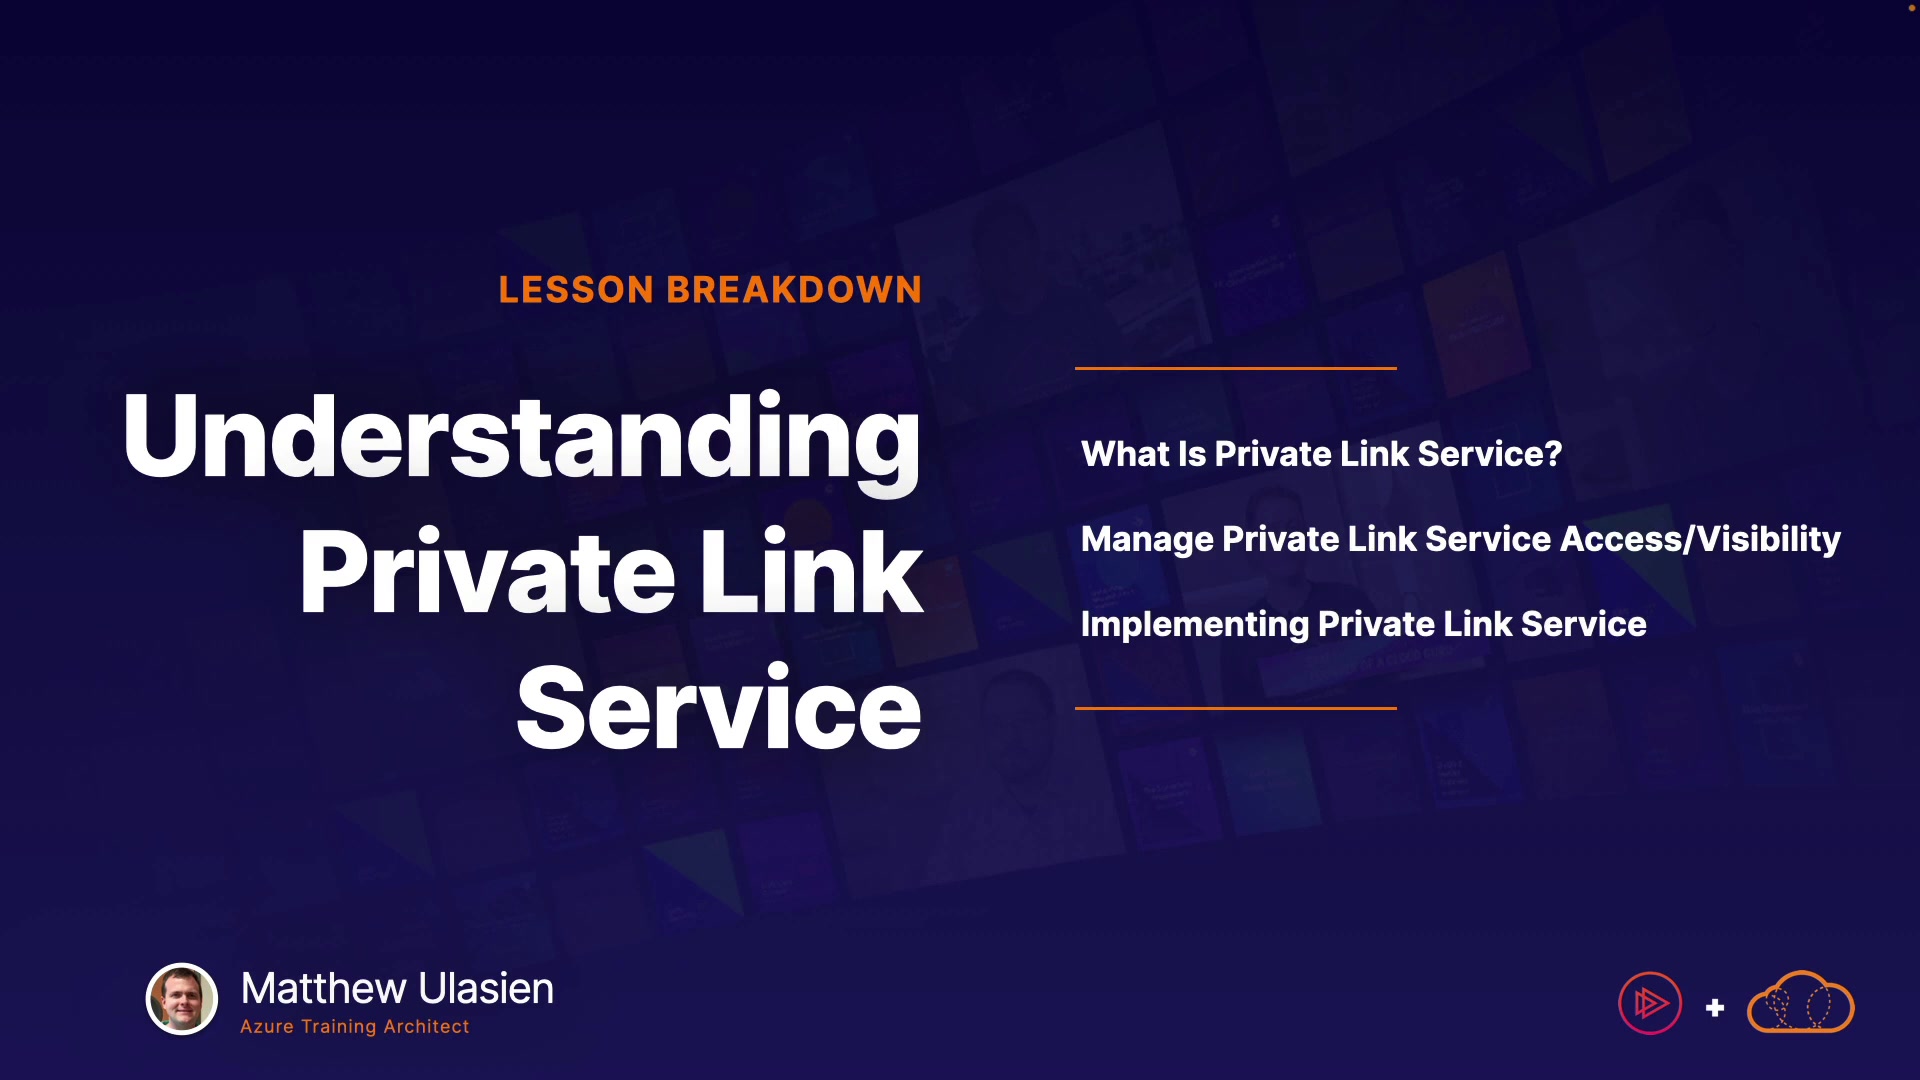 LESSON BREAKDOWN
Understanding
Private Link
Service
What Is Private Link Service?
Manage Private Link Service Access/Visibility
Implementing Private Link Service
Matthew Ulasien
Azure Training Architect
+